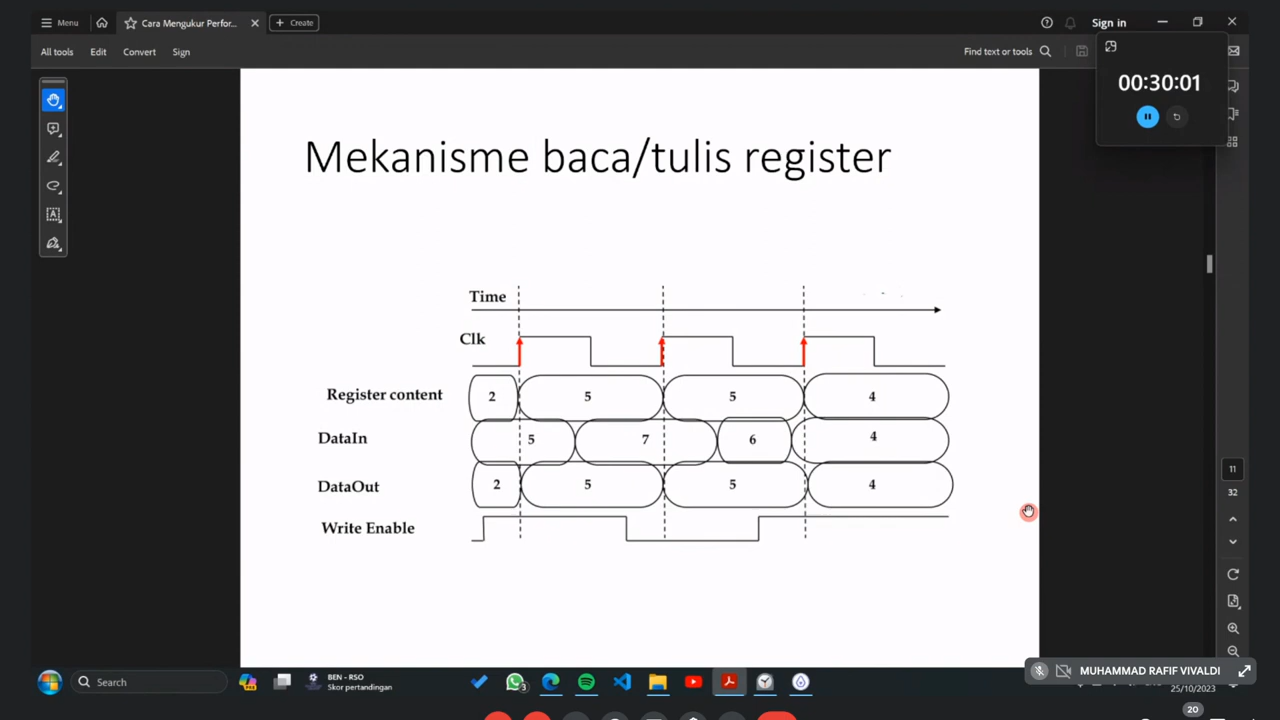 Menu
Cara Mengukur Perfor...
Create
Sign in
All tools
Edit
Convert
Sign
Find text or tools
00:30:01
Mekanisme baca/tulis register
Time
Clk
Register content
2
5
5
4
DataIn
5
7
6
4
DataOut
2
5
5
4
Write Enable
11
32
MUHAMMAD RAFIF VIVALDI
Search
BEN - RSO
Skor pertandingan
3
25/10/2023
20